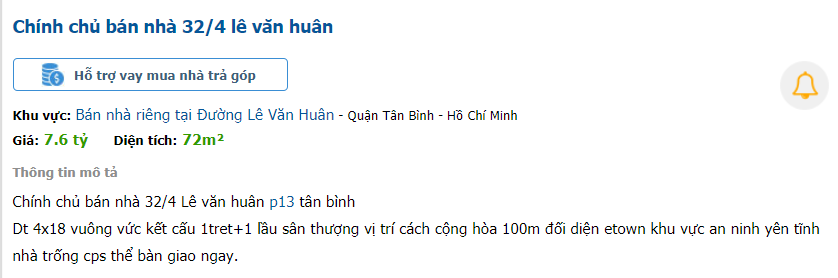 Chính chủ bán nhà 32/4 lê văn huân
Hỗ trợ vay mua nhà trả góp
Khu vực: Bán nhà riêng tại Đường Lê Văn Huân - Quận Tân Bình - Hồ Chí Minh
Giá: 7.6 tỷ Diện tích: 72m²
Thông tin mô tả
Chính chủ bán nhà 32/4 Lê văn huân p13 tân bình
Dt 4x18 vuông vức kết cấu 1tret+1 lầu sân thượng vị trí cách cộng hòa 100m đối diện etown khu vực an ninh yên tĩnh
nhà trống cps thể bàn giao ngay.